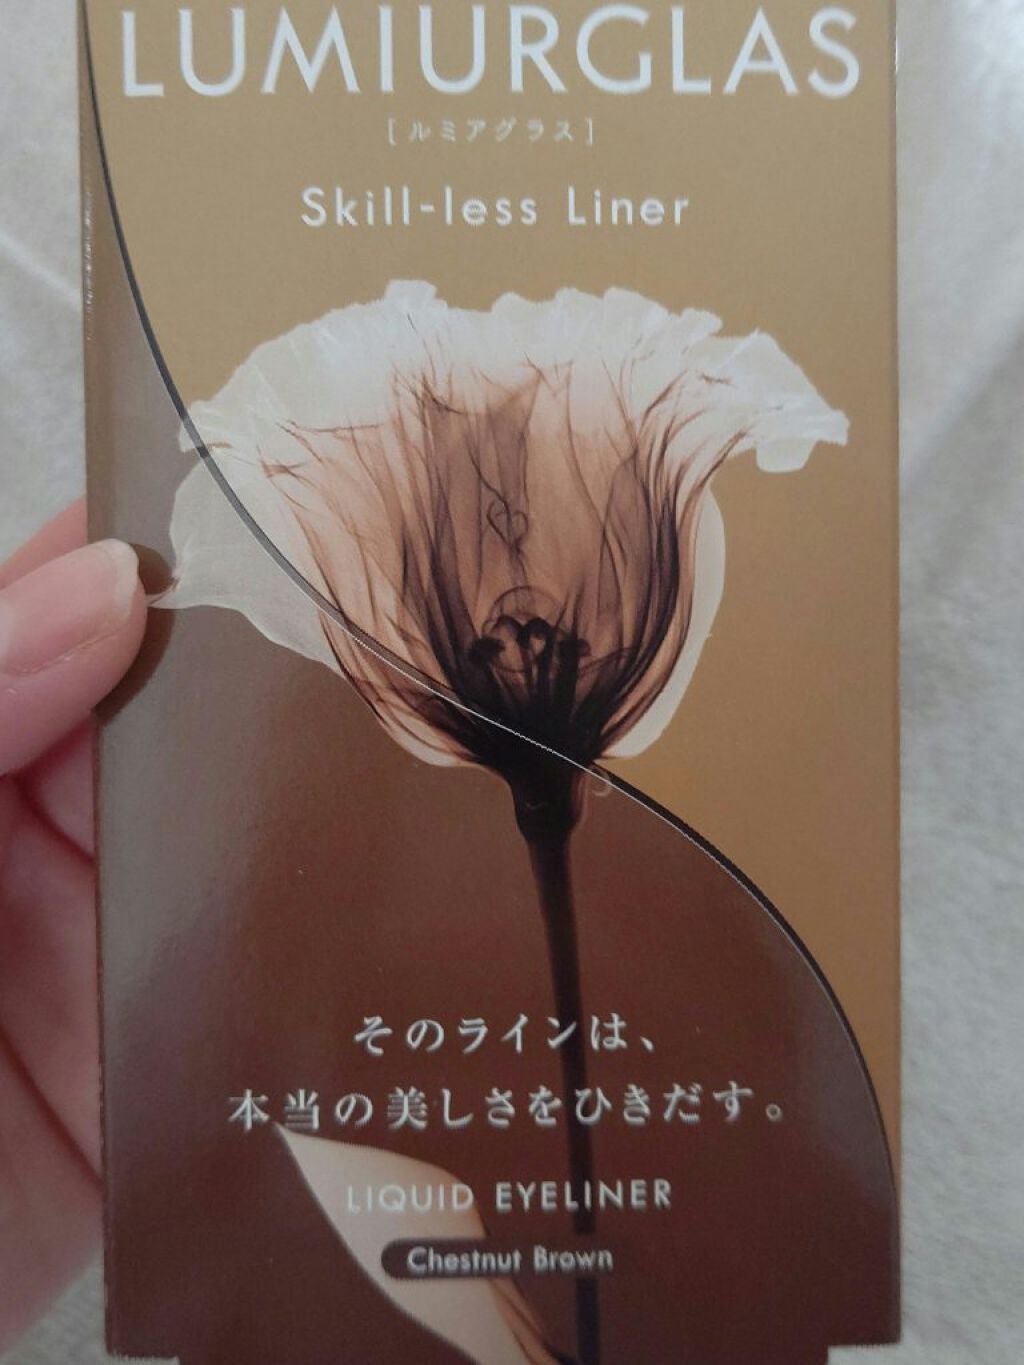 LUMIURGLAS
[ルミアグラス]
Skill-less Liner
そのラインは、
本当の美しさをひきだす。
LIQUID EYELINER
Chestnut Brown